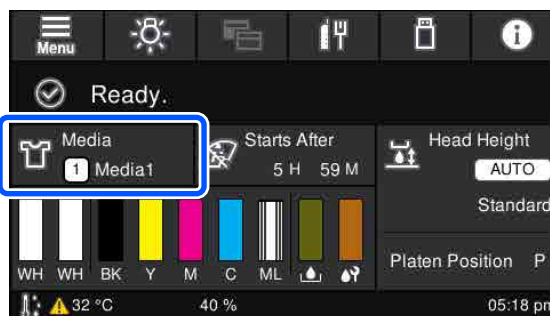 Menu
Ready.
Media
1 Media1
Starts After
5 H 59 M
Head Height
AUTO
Standard
WH WH BK Y M C ML
Platen Position P
32 °C
40 %
05:18 pm